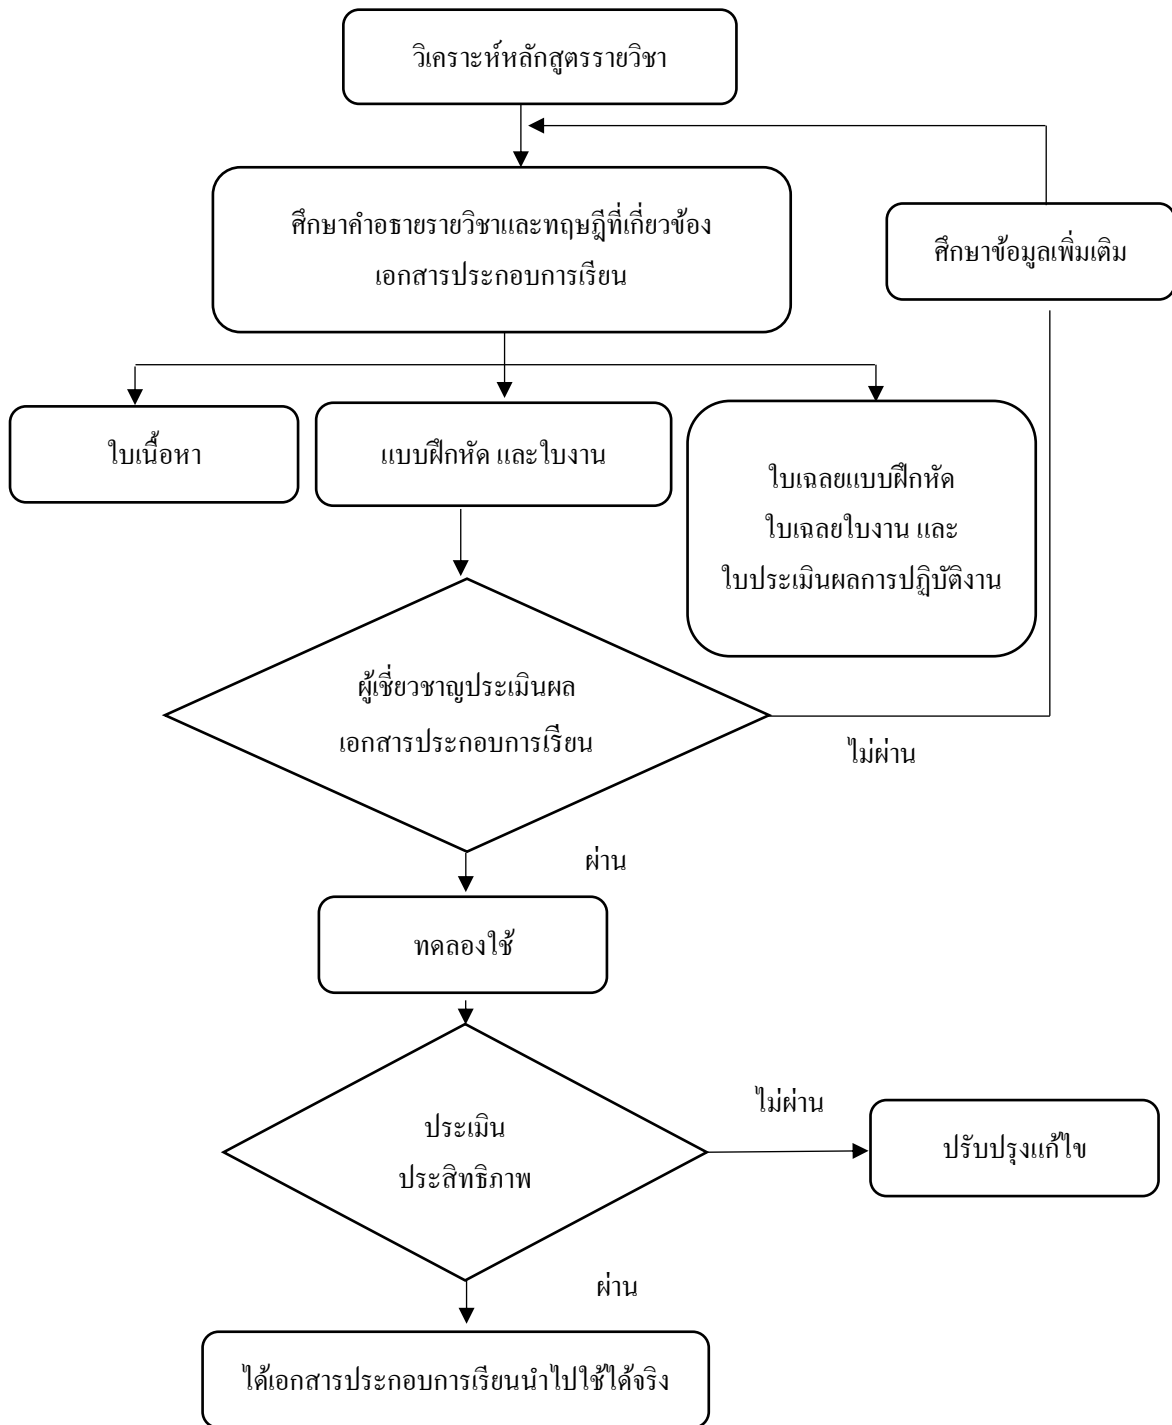 วิเคราะห์หลักสูตรรายวิชา
ศึกษาคำอธายรายวิชาและทฤษฎีที่เกี่ยวข้อง
เอกสารประกอบการเรียน
ศึกษาข้อมูลเพิ่มเติม
ใบเนื้อหา
แบบฝึกหัด และใบงาน
ใบเฉลยแบบฝึกหัด
ใบเฉลยใบงาน และ
ใบประเมินผลการปฏิบัติงาน
ผู้เชี่ยวชาญประเมินผล
เอกสารประกอบการเรียน
ไม่ผ่าน
ผ่าน
ทดลองใช้
ประเมิน
ประสิทธิภาพ
ไม่ผ่าน
ปรับปรุงแก้ไข
ผ่าน
ได้เอกสารประกอบการเรียนนำไปใช้ได้จริง